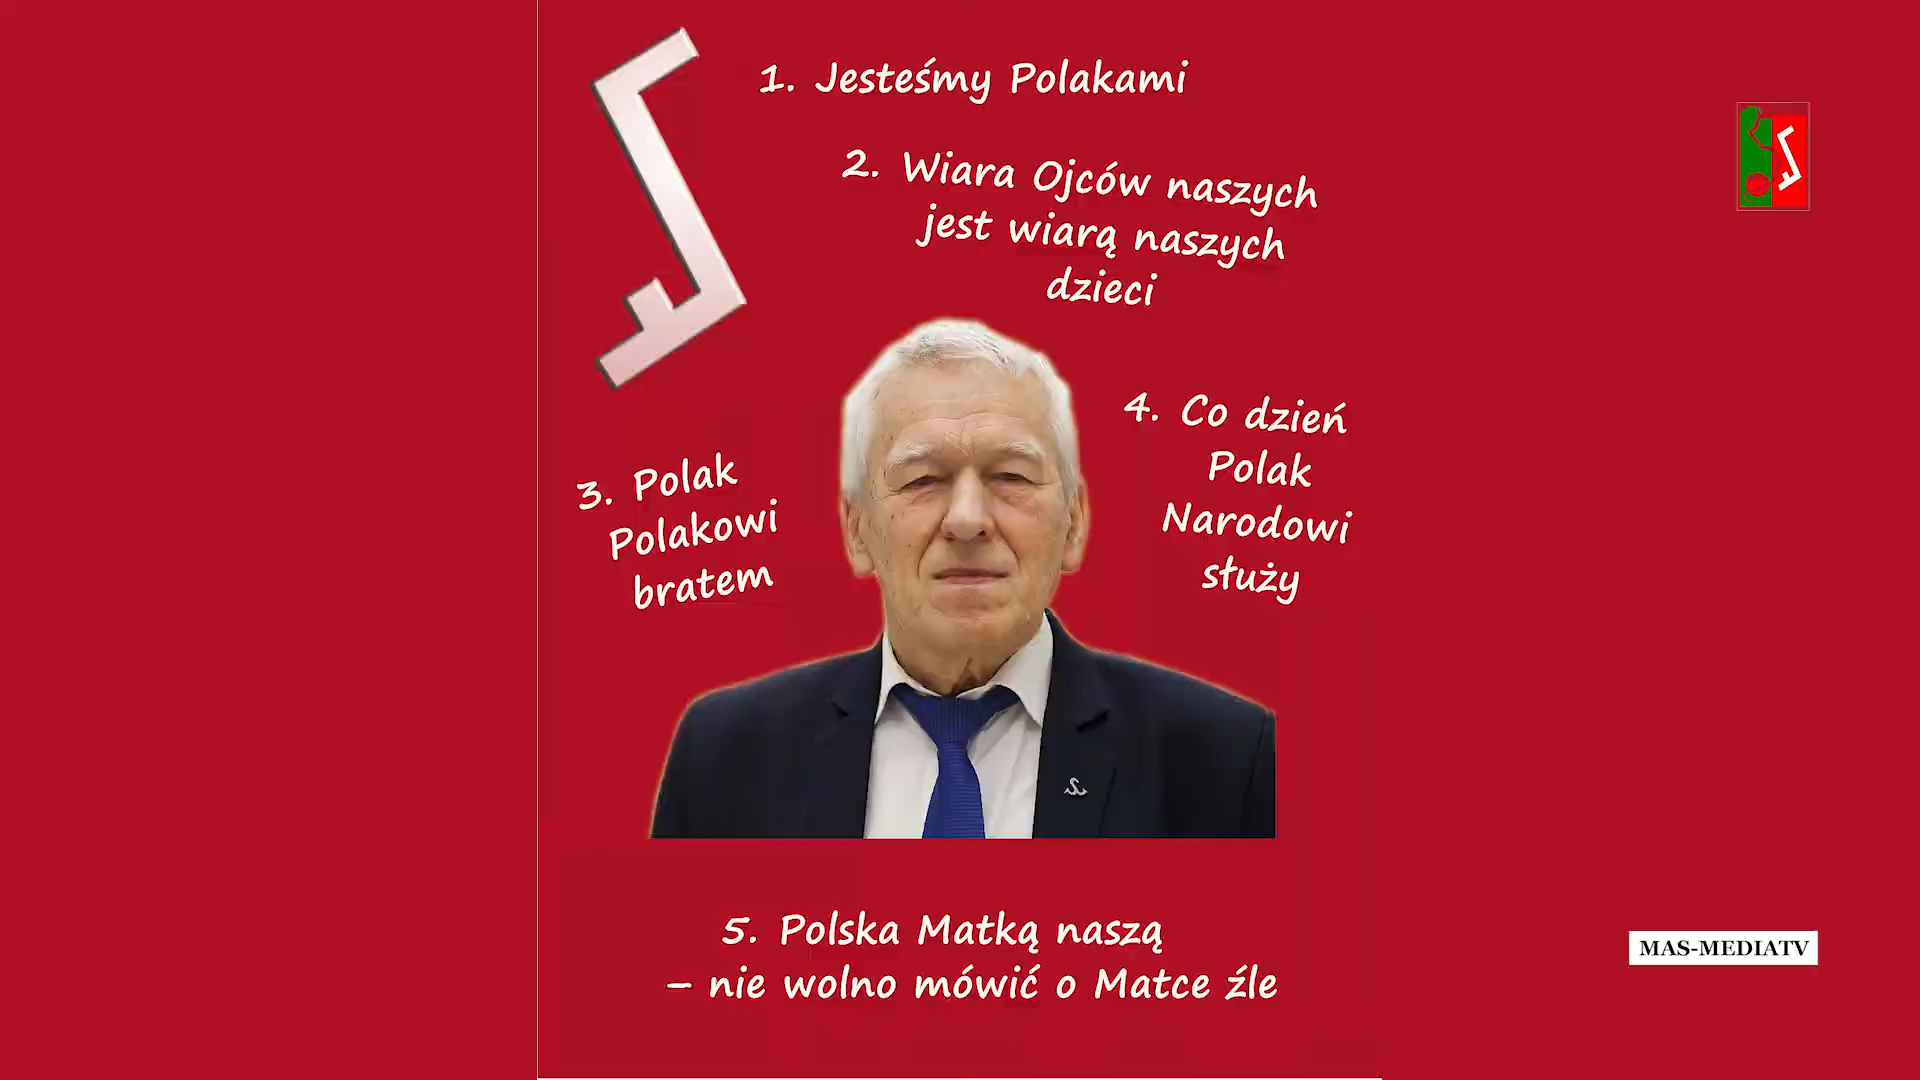 1. Jesteśmy Polakami
2. Wiara Ojców naszych
jest wiarą naszych
dzieci
3. Polak
Polakowi
bratem
4. Co dzień
Polak
Narodowi
służy
5. Polska Matką naszą
– nie wolno mówić o Matce źle
MAS-MEDIATV